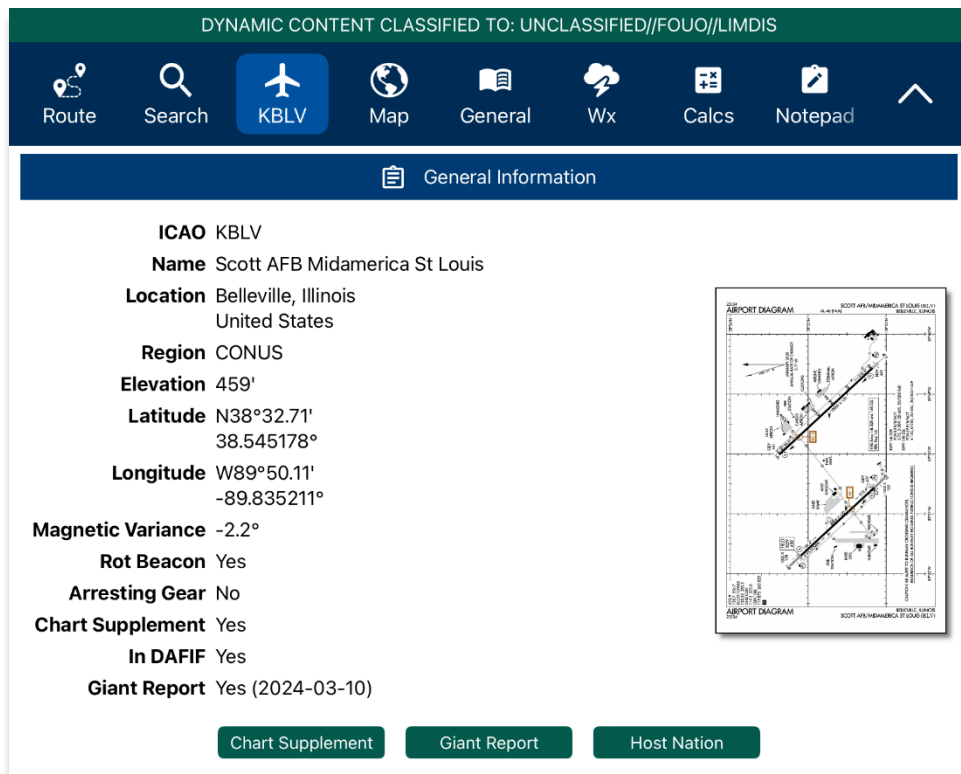 DYNAMIC CONTENT CLASSIFIED TO: UNCLASSIFIED//FOUO//LIMDIS
Route Search KBLV Map General Wx Calcs Notepad
General Information
ICAO KBLV
Name Scott AFB Midamerica St Louis
Location Belleville, Illinois
United States
Region CONUS
Elevation 459'
Latitude N38°32.71'
38.545178°
Longitude W89°50.11'
-89.835211°
Magnetic Variance -2.2°
Rot Beacon Yes
Arresting Gear No
Chart Supplement Yes
In DAFIF Yes
Giant Report Yes (2024-03-10)
AIRPORT DIAGRAM
SCOTT AFB/MIDAMERICA ST LOUIS (BLV)
BELLEVILLE, ILLINOIS
AIRPORT DIAGRAM
BELLEVILLE, ILLINOIS
SCOTT AFB/MIDAMERICA ST LOUIS (BLV)
Chart Supplement Giant Report Host Nation